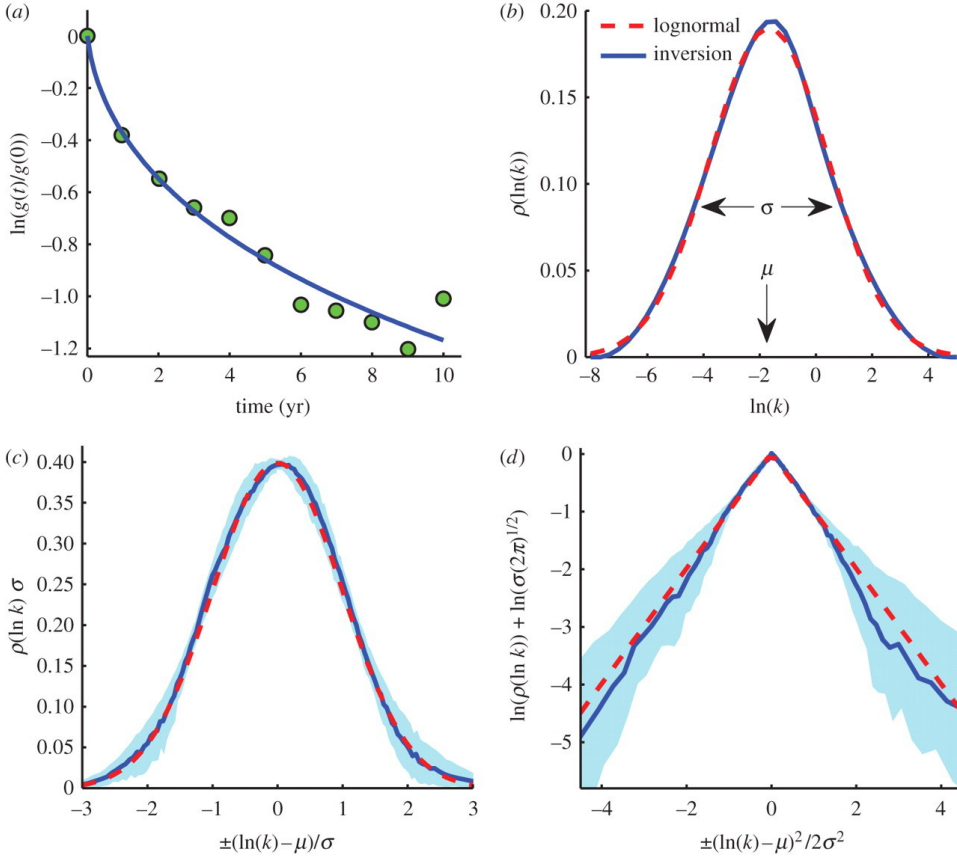 (a)
0
–0.2
–0.4
–0.6
–0.8
–1.0
–1.2
ln(g(t)/g(0))
0 2 4 6 8 10
time (yr)
(b)
0.20
0.15
0.10
0.05
0
ρ(ln(k))
lognormal
inversion
σ
μ
–8 –6 –4 –2 0 2 4
ln(k)
(c)
0.40
0.35
0.30
0.25
0.20
0.15
0.10
0.05
0
ρ(ln k) σ
–3 –2 –1 0 1 2 3
±(ln(k)–μ)/σ
(d)
0
–1
–2
–3
–4
–5
ln(ρ(ln k)) + ln(σ(2π)^1/2)
–4 –2 0 2 4
±(ln(k)–μ)²/2σ²